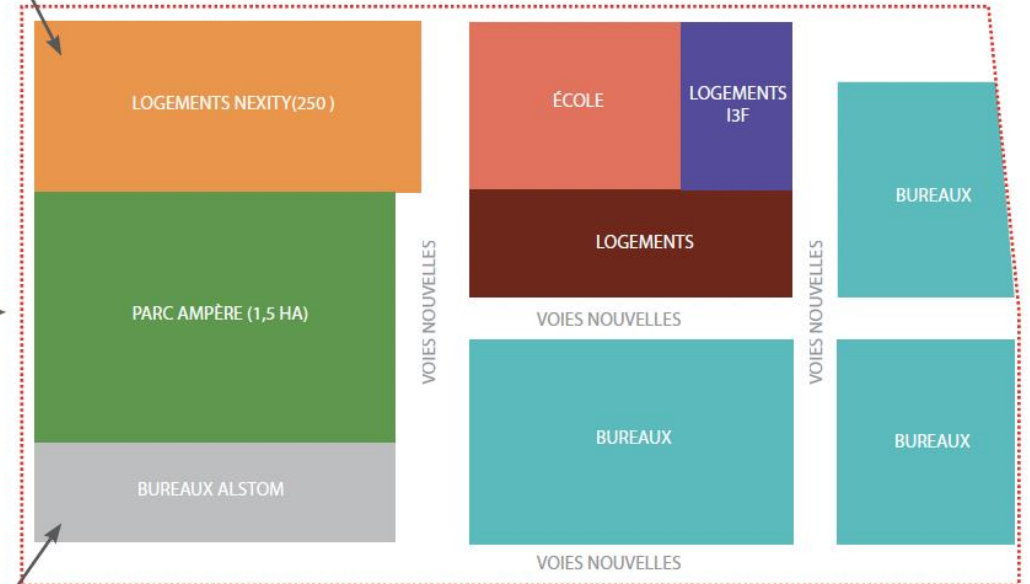 LOGEMENTS NEXITY(250 )
ÉCOLE
LOGEMENTS
I3F
BUREAUX
LOGEMENTS
VOIES NOUVELLES
VOIES NOUVELLES
PARC AMPÈRE (1,5 HA)
VOIES NOUVELLES
BUREAUX
BUREAUX
BUREAUX ALSTOM
VOIES NOUVELLES